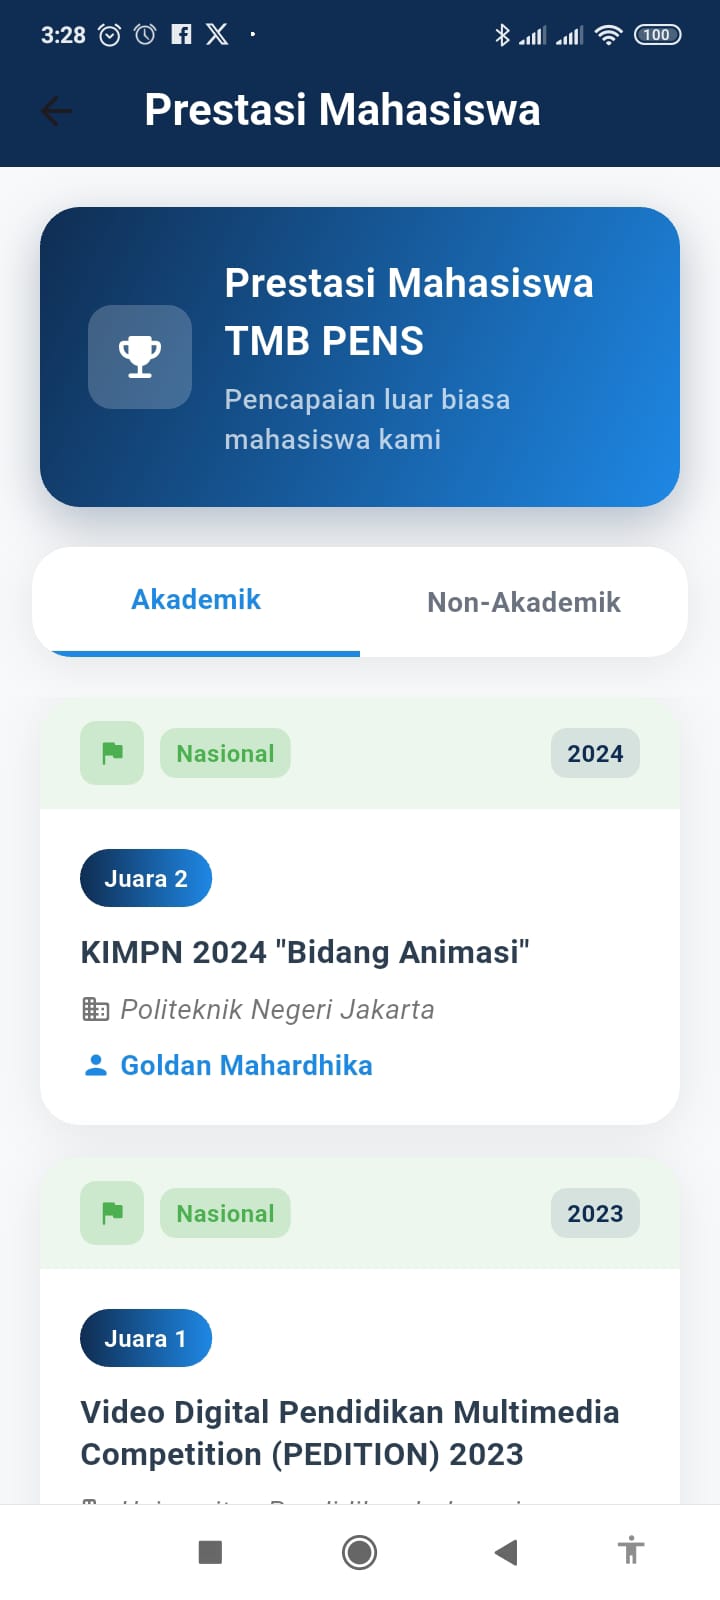 3:28
100
Prestasi Mahasiswa
Prestasi Mahasiswa
TMB PENS
Pencapaian luar biasa
mahasiswa kami
Akademik
Non-Akademik
Nasional
2024
Juara 2
KIMPN 2024 "Bidang Animasi"
Politeknik Negeri Jakarta
Goldan Mahardhika
Nasional
2023
Juara 1
Video Digital Pendidikan Multimedia
Competition (PEDITION) 2023